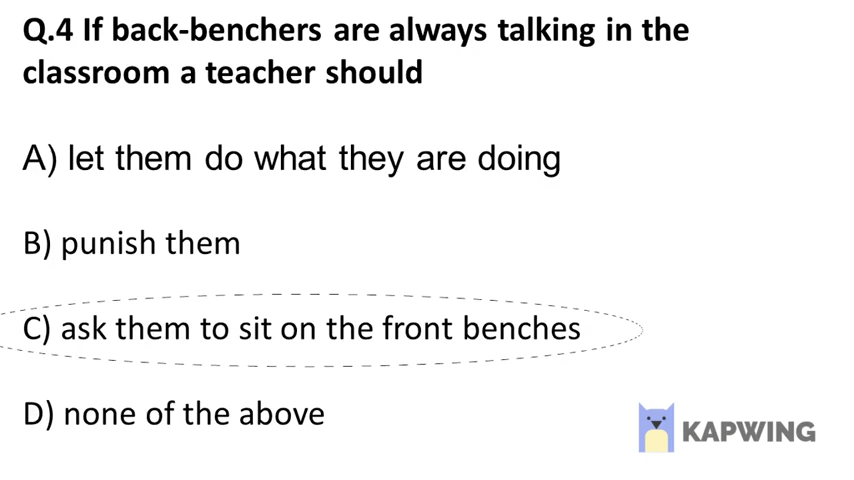 Q.4 If back-benchers are always talking in the
classroom a teacher should
A) let them do what they are doing
B) punish them
C) ask them to sit on the front benches
D) none of the above
KAPWING